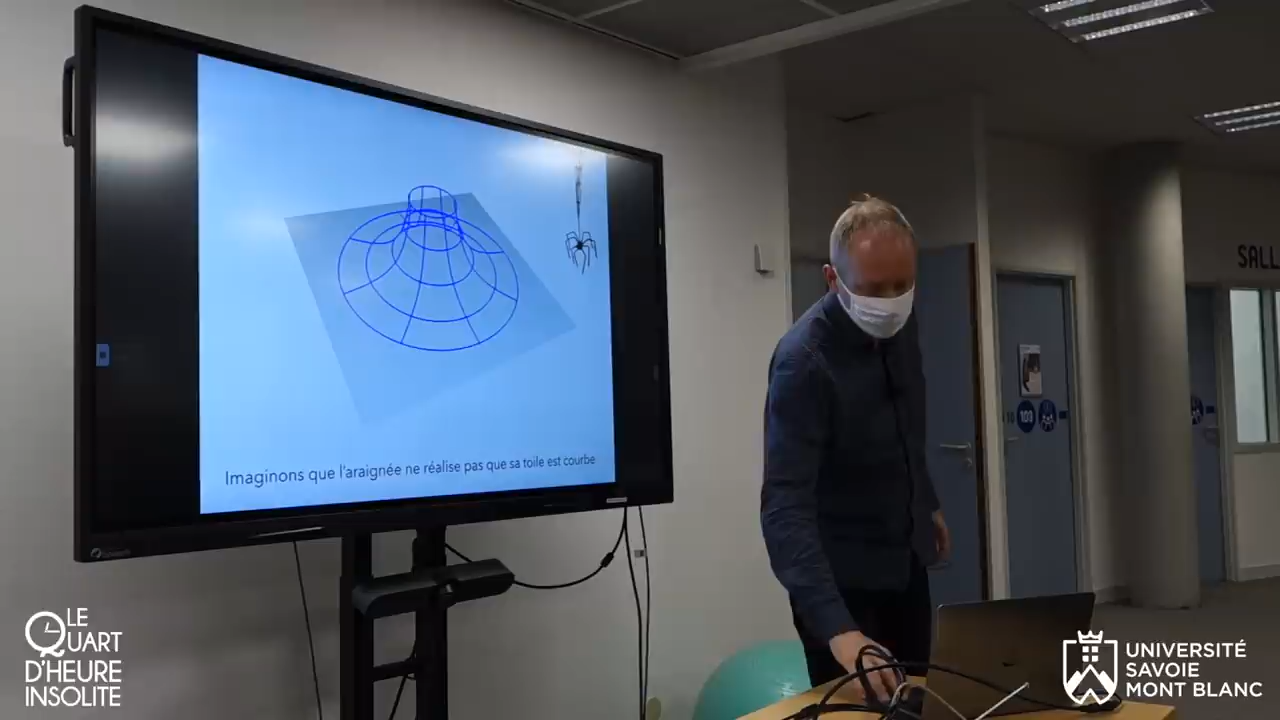 Imaginons que l'araignée ne réalise pas que sa toile est courbe
SALL
103
LE
QUART
D'HEURE
INSOLITE
UNIVERSITÉ
SAVOIE
MONT BLANC